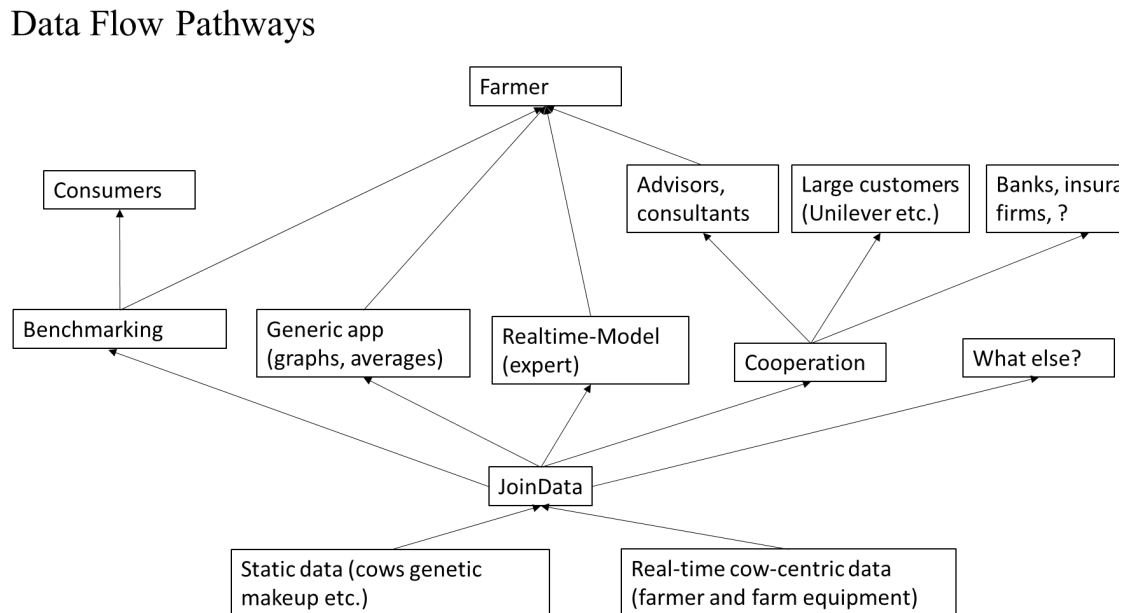 Data Flow Pathways
Farmer
Consumers
Advisors,
consultants
Large customers
(Unilever etc.)
Banks, insura
firms, ?
Benchmarking
Generic app
(graphs, averages)
Realtime-Model
(expert)
Cooperation
What else?
JoinData
Static data (cows genetic
makeup etc.)
Real-time cow-centric data
(farmer and farm equipment)